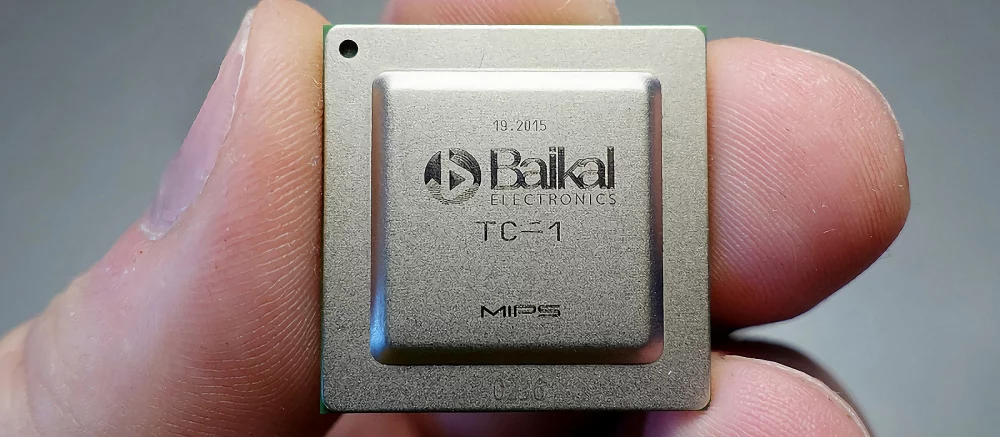 19.2015
Baikal
ELECTRONICS
TC-1
MIPS